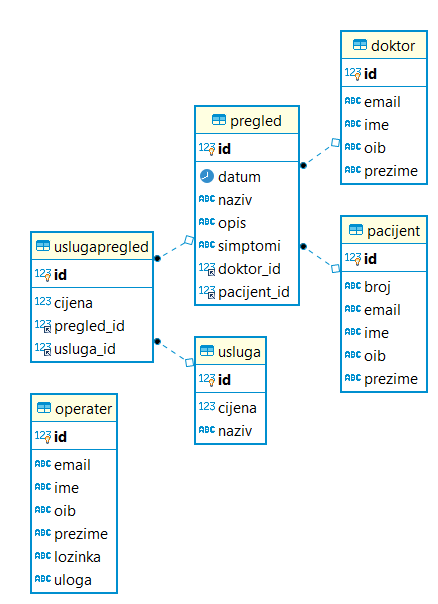 doktor
123 id
ABC email
ABC ime
ABC oib
ABC prezime
pregled
123 id
datum
ABC naziv
ABC opis
ABC simptomi
123 doktor_id
123 pacijent_id
pacijent
123 id
ABC broj
ABC email
ABC ime
ABC oib
ABC prezime
uslugapregled
123 id
123 cijena
123 pregled_id
123 usluga_id
usluga
123 id
123 cijena
ABC naziv
operater
123 id
ABC email
ABC ime
ABC oib
ABC prezime
ABC lozinka
ABC uloga